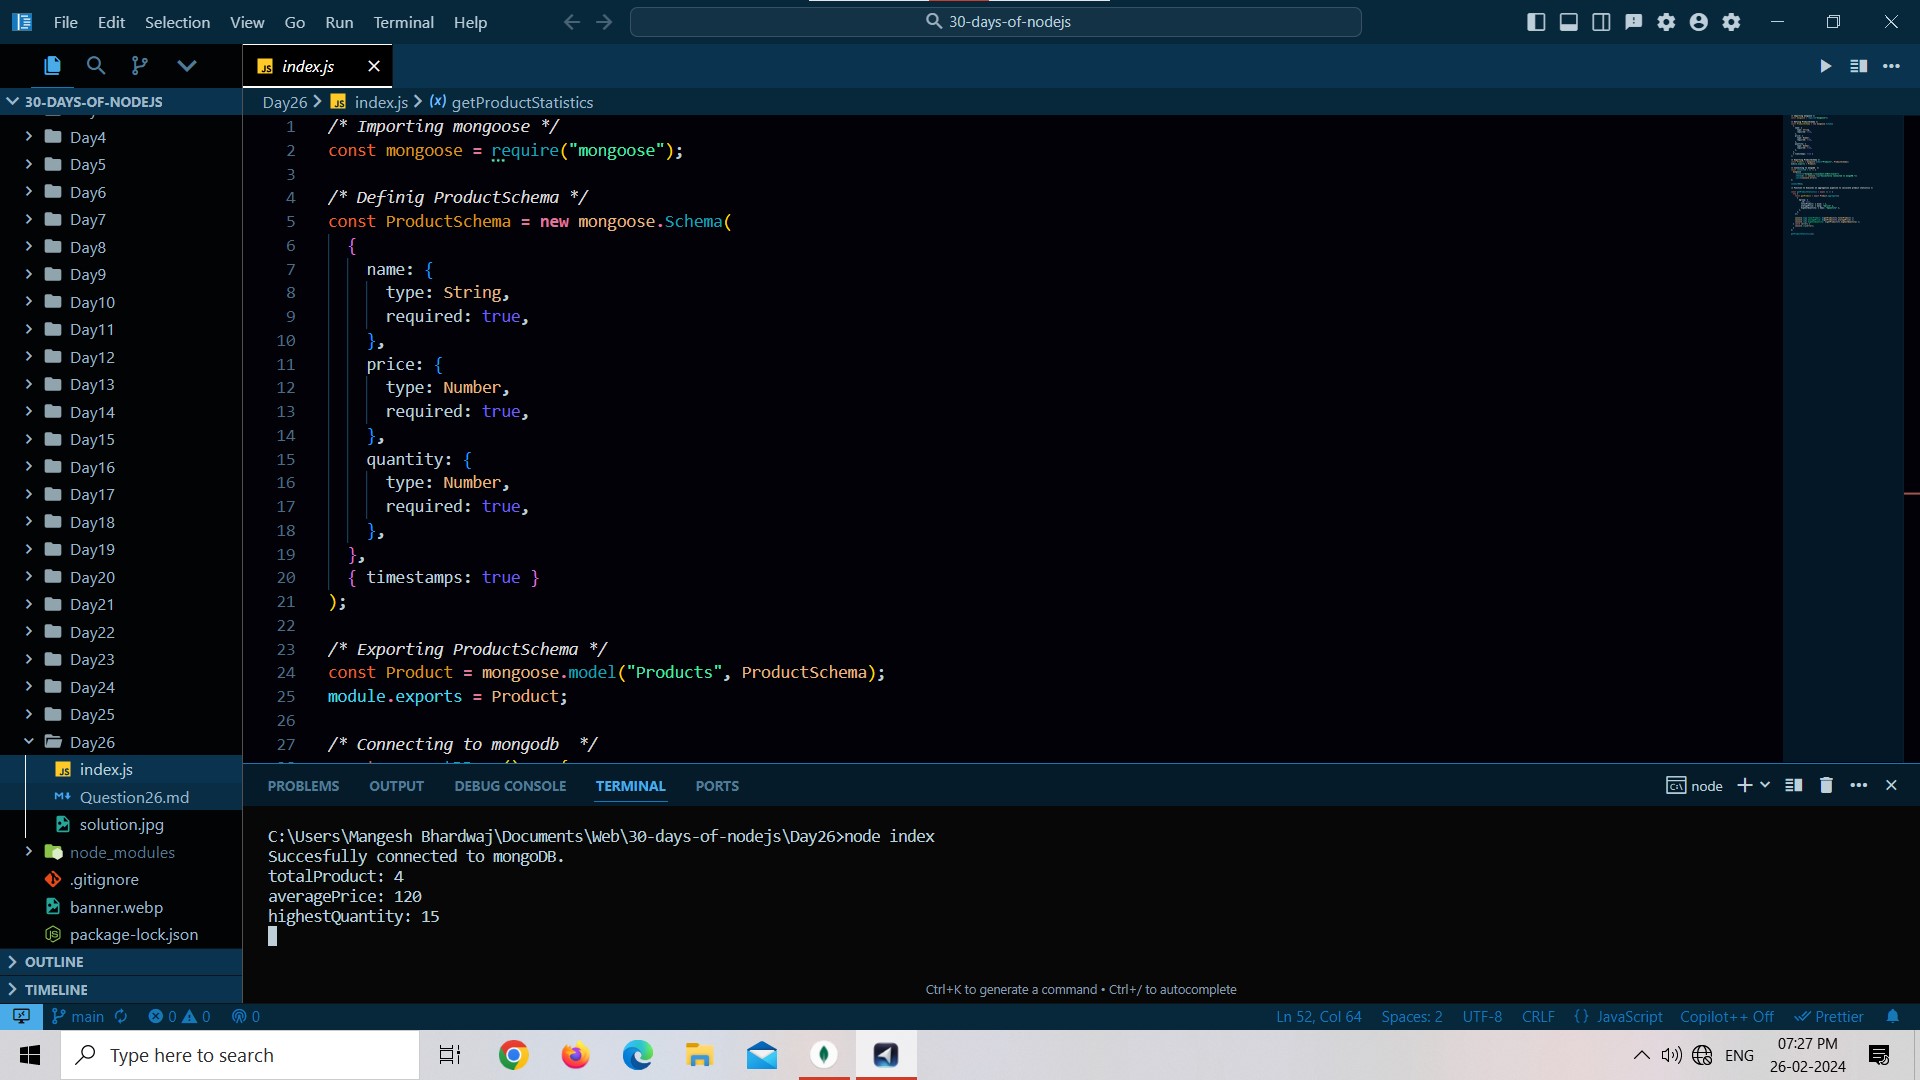 File Edit Selection View Go Run Terminal Help
30-days-of-nodejs
index.js
30-DAYS-OF-NODEJS
Day26 > index.js > getProductStatistics
Day4
Day5
Day6
Day7
Day8
Day9
Day10
Day11
Day12
Day13
Day14
Day15
Day16
Day17
Day18
Day19
Day20
Day21
Day22
Day23
Day24
Day25
Day26
index.js
Question26.md
solution.jpg
node_modules
.gitignore
banner.webp
package-lock.json
OUTLINE
TIMELINE
1 /* Importing mongoose */
2 const mongoose = require("mongoose");
3
4 /* Definig ProductSchema */
5 const ProductSchema = new mongoose.Schema(
6 {
7 name: {
8 type: String,
9 required: true,
10 },
11 price: {
12 type: Number,
13 required: true,
14 },
15 quantity: {
16 type: Number,
17 required: true,
18 },
19 },
20 { timestamps: true }
21 );
22
23 /* Exporting ProductSchema */
24 const Product = mongoose.model("Products", ProductSchema);
25 module.exports = Product;
26
27 /* Connecting to mongodb  */
PROBLEMS OUTPUT DEBUG CONSOLE TERMINAL PORTS
node
C:\Users\Mangesh Bhardwaj\Documents\Web\30-days-of-nodejs\Day26>node index
Succesfully connected to mongoDB.
totalProduct: 4
averagePrice: 120
highestQuantity: 15
Ctrl+K to generate a command • Ctrl+/ to autocomplete
main 0 0 0
Ln 52, Col 64 Spaces: 2 UTF-8 CRLF {} JavaScript Copilot++ Off Prettier
Type here to search
ENG
07:27 PM
26-02-2024